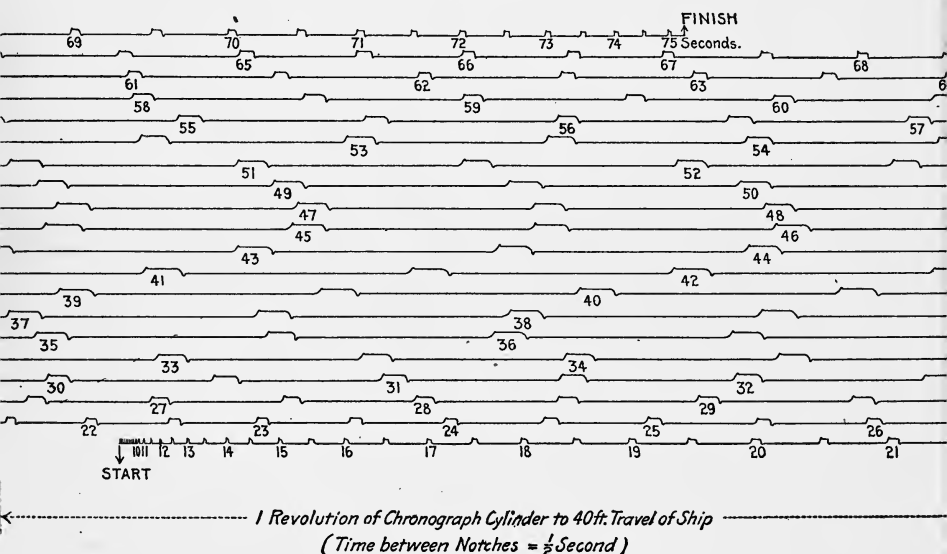 FINISH
69 70 71 72 73 74 75 Seconds.
65 66 67 68
61 62 63
58 59 60
55 56 57
53 54
51 52
49 50
47 48
45 46
43 44
41 42
39 40
37 38
35 36
33 34
30 31 32
27 28 29
22 23 24 25 26
10 11 12 13 14 15 16 17 18 19 20 21
START
1 Revolution of Chronograph Cylinder to 40ft. Travel of Ship
(Time between Notches = ½ Second)